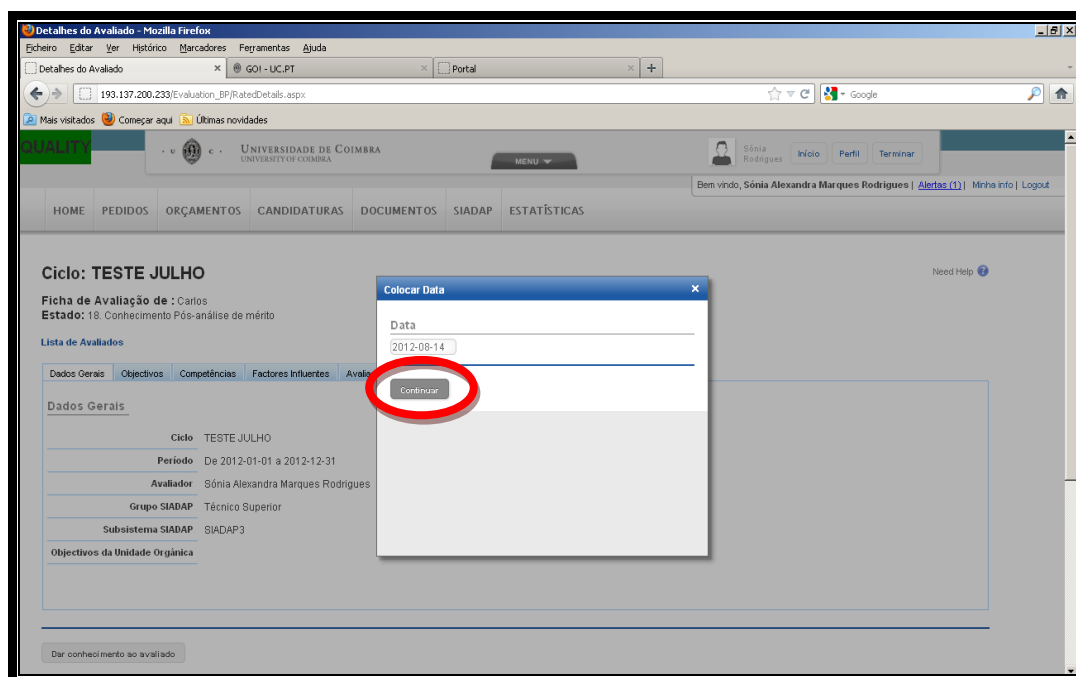 Detalhes do Avaliado - Mozilla Firefox
Ficheiro Editar Ver Histórico Marcadores Ferramentas Ajuda
Detalhes do Avaliado × GO! - UC.PT × Portal × +
193.137.200.233/Evaluation_BP/RatedDetails.aspx Google
Mais visitados Começar aqui Últimas novidades
QUALITY · U C · UNIVERSIDADE DE COIMBRA
UNIVERSITY OF COIMBRA
MENU
Sónia Rodrigues Início Perfil Terminar
Bem vindo, Sónia Alexandra Marques Rodrigues | Alertas (1) | Minha info | Logout
HOME PEDIDOS ORÇAMENTOS CANDIDATURAS DOCUMENTOS SIADAP ESTATÍSTICAS
Ciclo: TESTE JULHO
Need Help ?
Ficha de Avaliação de : Carlos
Estado: 18. Conhecimento Pós-análise de mérito
Lista de Avaliados
Dados Gerais Objectivos Competências Factores Influentes Avalia
Dados Gerais
Ciclo TESTE JULHO
Período De 2012-01-01 a 2012-12-31
Avaliador Sónia Alexandra Marques Rodrigues
Grupo SIADAP Técnico Superior
Subsistema SIADAP SIADAP3
Objectivos da Unidade Orgânica
Colocar Data ×
Data
2012-08-14
Continuar
Dar conhecimento ao avaliado